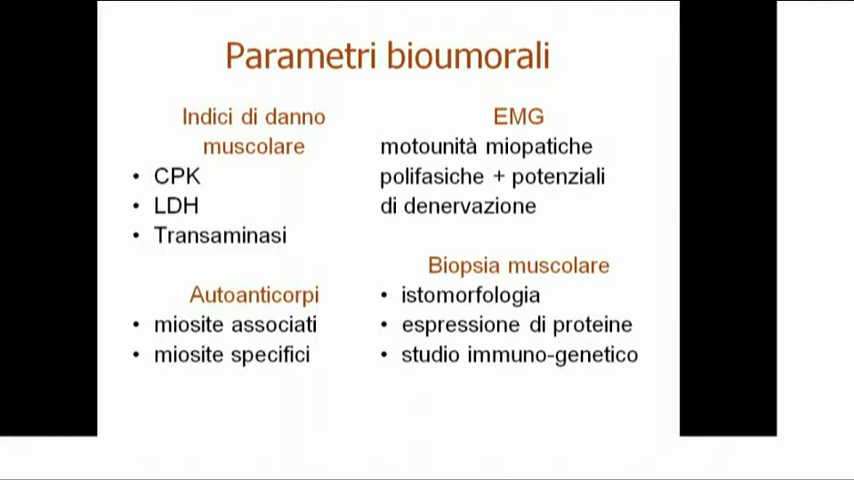 Parametri bioumorali
Indici di danno
muscolare
• CPK
• LDH
• Transaminasi
Autoanticorpi
• miosite associati
• miosite specifici
EMG
motounità miopatiche
polifasiche + potenziali
di denervazione
Biopsia muscolare
• istomorfologia
• espressione di proteine
• studio immuno-genetico